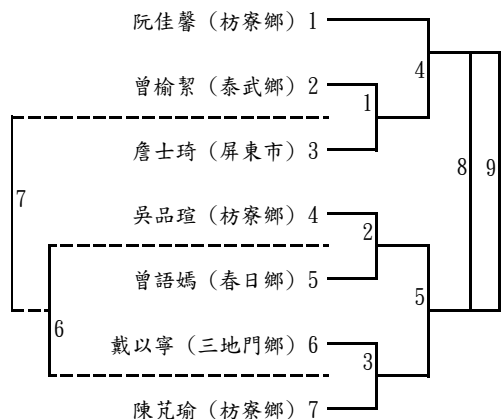 阮佳馨 (枋寮鄉) 1
4
曾榆絜 (泰武鄉) 2
1
詹士琦 (屏東市) 3
8
9
7
吳品瑄 (枋寮鄉) 4
2
曾語嫣 (春日鄉) 5
5
6
戴以寧 (三地門鄉) 6
3
陳芃瑜 (枋寮鄉) 7